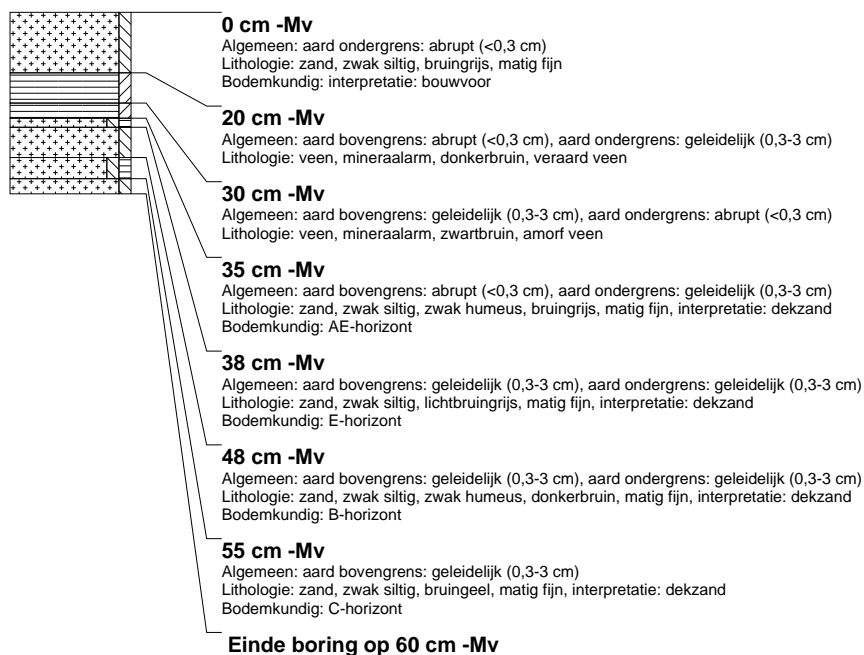 0 cm -Mv
Algemeen: aard ondergrens: abrupt (<0,3 cm)
Lithologie: zand, zwak siltig, bruingrijs, matig fijn
Bodemkundig: interpretatie: bouwvoor
20 cm -Mv
Algemeen: aard bovengrens: abrupt (<0,3 cm), aard ondergrens: geleidelijk (0,3-3 cm)
Lithologie: veen, mineraalarm, donkerbruin, veraard veen
30 cm -Mv
Algemeen: aard bovengrens: geleidelijk (0,3-3 cm), aard ondergrens: abrupt (<0,3 cm)
Lithologie: veen, mineraalarm, zwartbruin, amorf veen
35 cm -Mv
Algemeen: aard bovengrens: abrupt (<0,3 cm), aard ondergrens: geleidelijk (0,3-3 cm)
Lithologie: zand, zwak siltig, zwak humeus, bruingrijs, matig fijn, interpretatie: dekzand
Bodemkundig: AE-horizont
38 cm -Mv
Algemeen: aard bovengrens: geleidelijk (0,3-3 cm), aard ondergrens: geleidelijk (0,3-3 cm)
Lithologie: zand, zwak siltig, lichtbruingrijs, matig fijn, interpretatie: dekzand
Bodemkundig: E-horizont
48 cm -Mv
Algemeen: aard bovengrens: geleidelijk (0,3-3 cm), aard ondergrens: geleidelijk (0,3-3 cm)
Lithologie: zand, zwak siltig, zwak humeus, donkerbruin, matig fijn, interpretatie: dekzand
Bodemkundig: B-horizont
55 cm -Mv
Algemeen: aard bovengrens: geleidelijk (0,3-3 cm)
Lithologie: zand, zwak siltig, bruingeel, matig fijn, interpretatie: dekzand
Bodemkundig: C-horizont
Einde boring op 60 cm -Mv